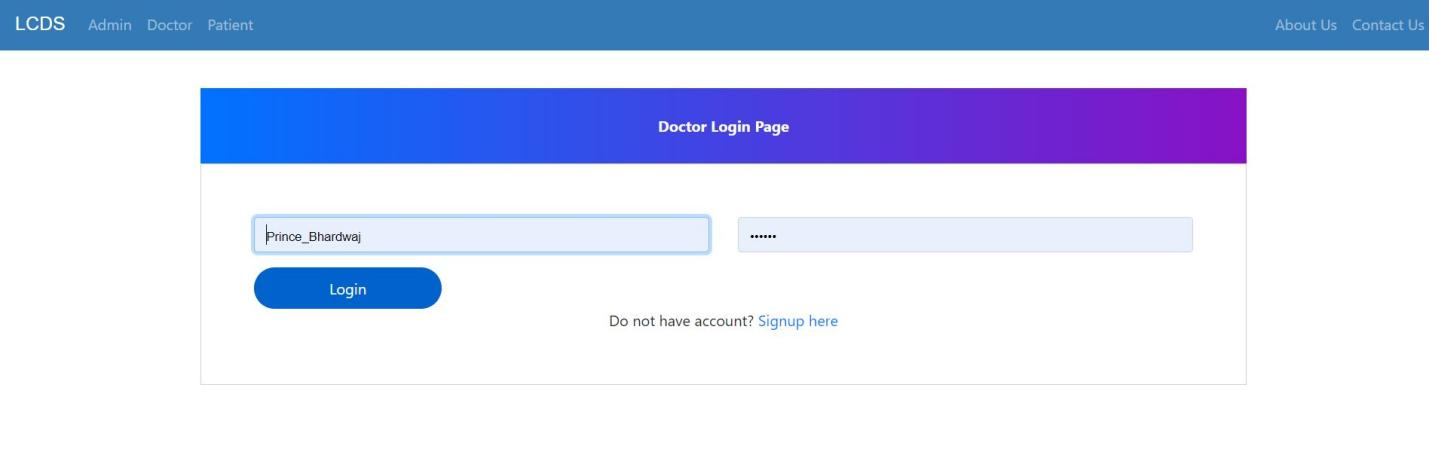 LCDS Admin Doctor Patient About Us Contact Us
Doctor Login Page
Prince_Bhardwaj ••••••
Login
Do not have account? Signup here